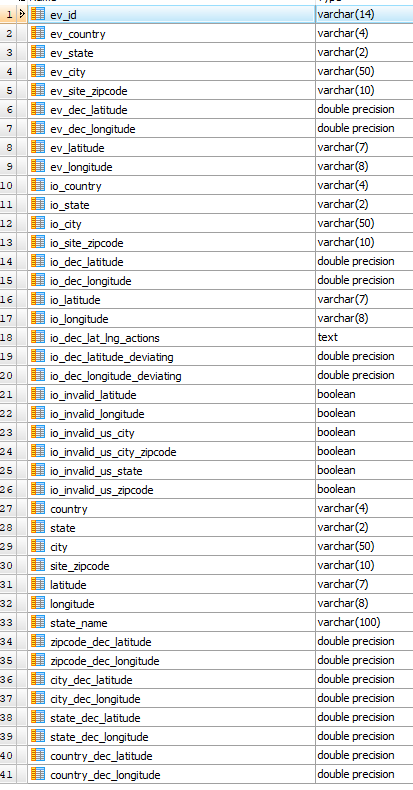 1 ev_id varchar(14)
2 ev_country varchar(4)
3 ev_state varchar(2)
4 ev_city varchar(50)
5 ev_site_zipcode varchar(10)
6 ev_dec_latitude double precision
7 ev_dec_longitude double precision
8 ev_latitude varchar(7)
9 ev_longitude varchar(8)
10 io_country varchar(4)
11 io_state varchar(2)
12 io_city varchar(50)
13 io_site_zipcode varchar(10)
14 io_dec_latitude double precision
15 io_dec_longitude double precision
16 io_latitude varchar(7)
17 io_longitude varchar(8)
18 io_dec_lat_lng_actions text
19 io_dec_latitude_deviating double precision
20 io_dec_longitude_deviating double precision
21 io_invalid_latitude boolean
22 io_invalid_longitude boolean
23 io_invalid_us_city boolean
24 io_invalid_us_city_zipcode boolean
25 io_invalid_us_state boolean
26 io_invalid_us_zipcode boolean
27 country varchar(4)
28 state varchar(2)
29 city varchar(50)
30 site_zipcode varchar(10)
31 latitude varchar(7)
32 longitude varchar(8)
33 state_name varchar(100)
34 zipcode_dec_latitude double precision
35 zipcode_dec_longitude double precision
36 city_dec_latitude double precision
37 city_dec_longitude double precision
38 state_dec_latitude double precision
39 state_dec_longitude double precision
40 country_dec_latitude double precision
41 country_dec_longitude double precision